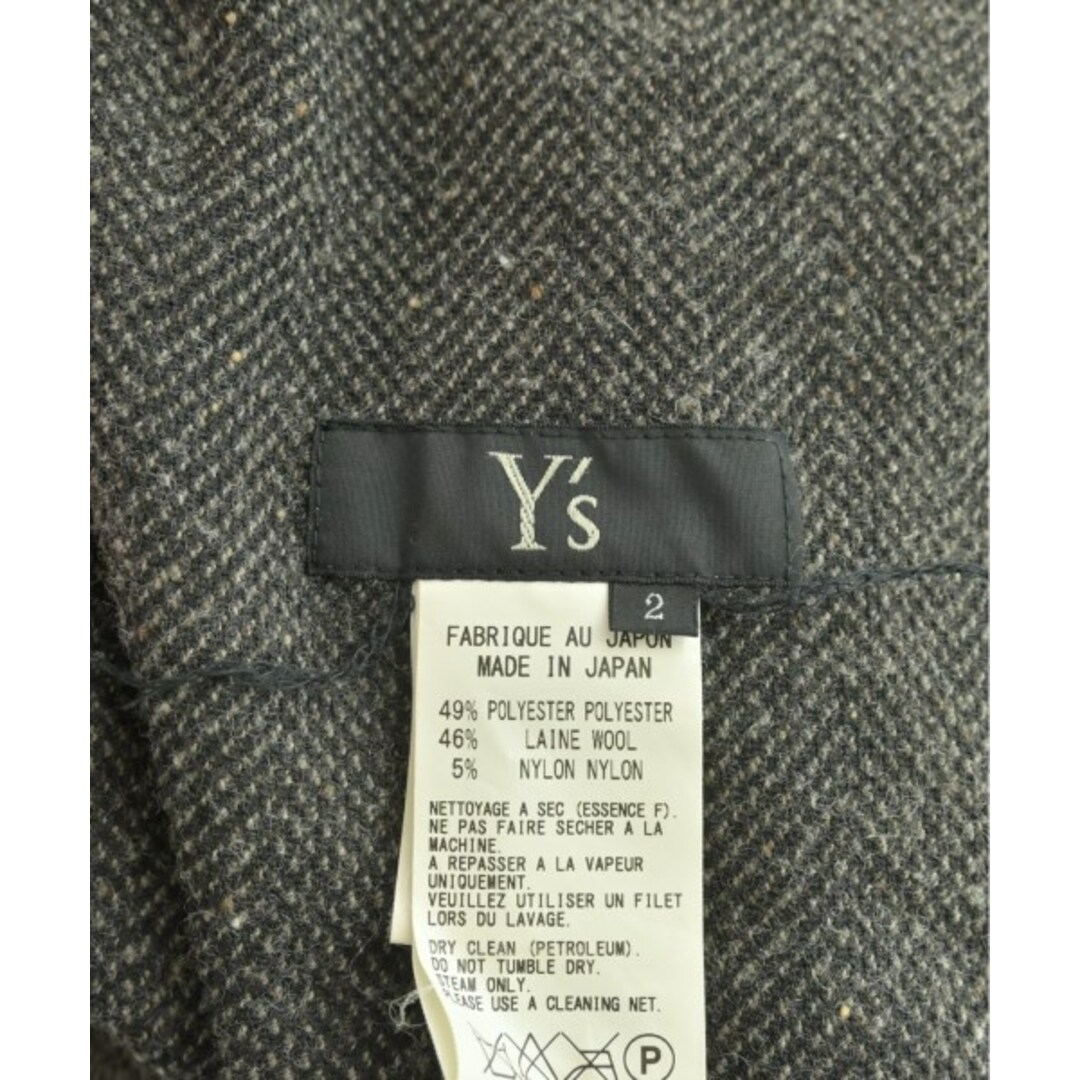 Y's
2
FABRIQUE AU JAPON
MADE IN JAPAN
49% POLYESTER POLYESTER
46% LAINE WOOL
5% NYLON NYLON
NETTOYAGE A SEC (ESSENCE F).
NE PAS FAIRE SECHER A LA
MACHINE.
A REPASSER A LA VAPEUR
UNIQUEMENT.
VEUILLEZ UTILISER UN FILET
LORS DU LAVAGE.
DRY CLEAN (PETROLEUM).
DO NOT TUMBLE DRY.
STEAM ONLY.
PLEASE USE A CLEANING NET.
P